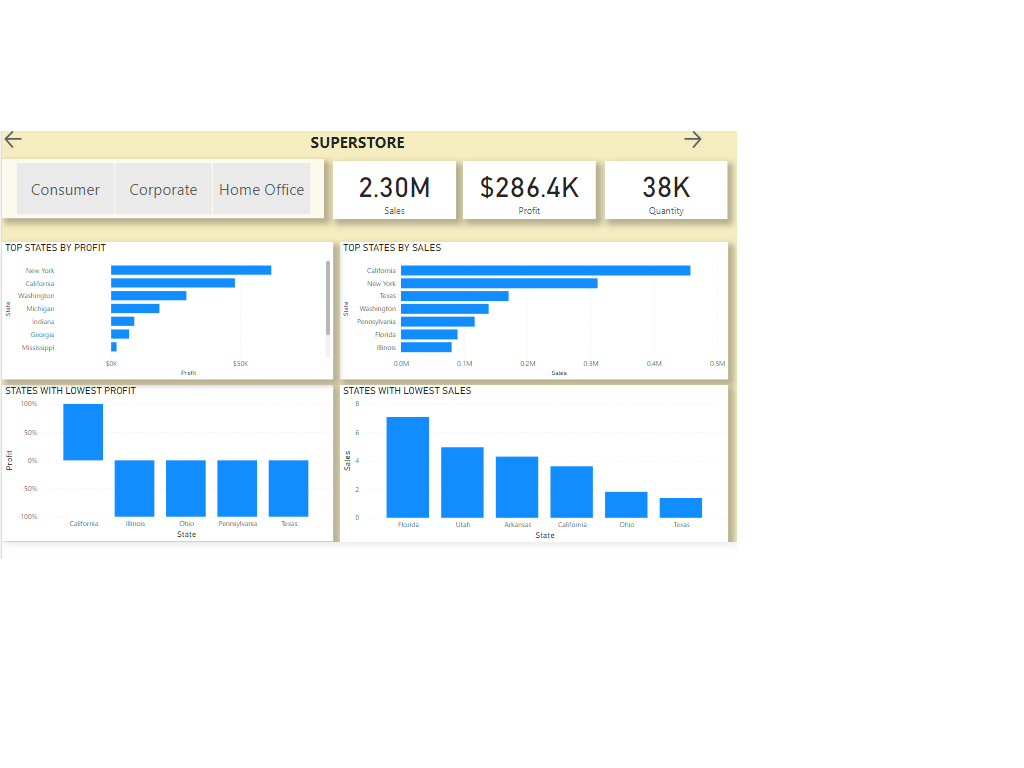 SUPERSTORE
Consumer
Corporate
Home Office
2.30M
Sales
$286.4K
Profit
38K
Quantity
TOP STATES BY PROFIT
State
New York
California
Washington
Michigan
Indiana
Georgia
Mississippi
$0K
$50K
Profit
TOP STATES BY SALES
State
California
New York
Texas
Washington
Pennsylvania
Florida
Illinois
0.0M
0.1M
0.2M
0.3M
0.4M
0.5M
Sales
STATES WITH LOWEST PROFIT
Profit
100%
50%
0%
50%
100%
California
Illinois
Ohio
Pennsylvania
Texas
State
STATES WITH LOWEST SALES
Sales
8
6
4
2
0
Florida
Utah
Arkansas
California
Ohio
Texas
State